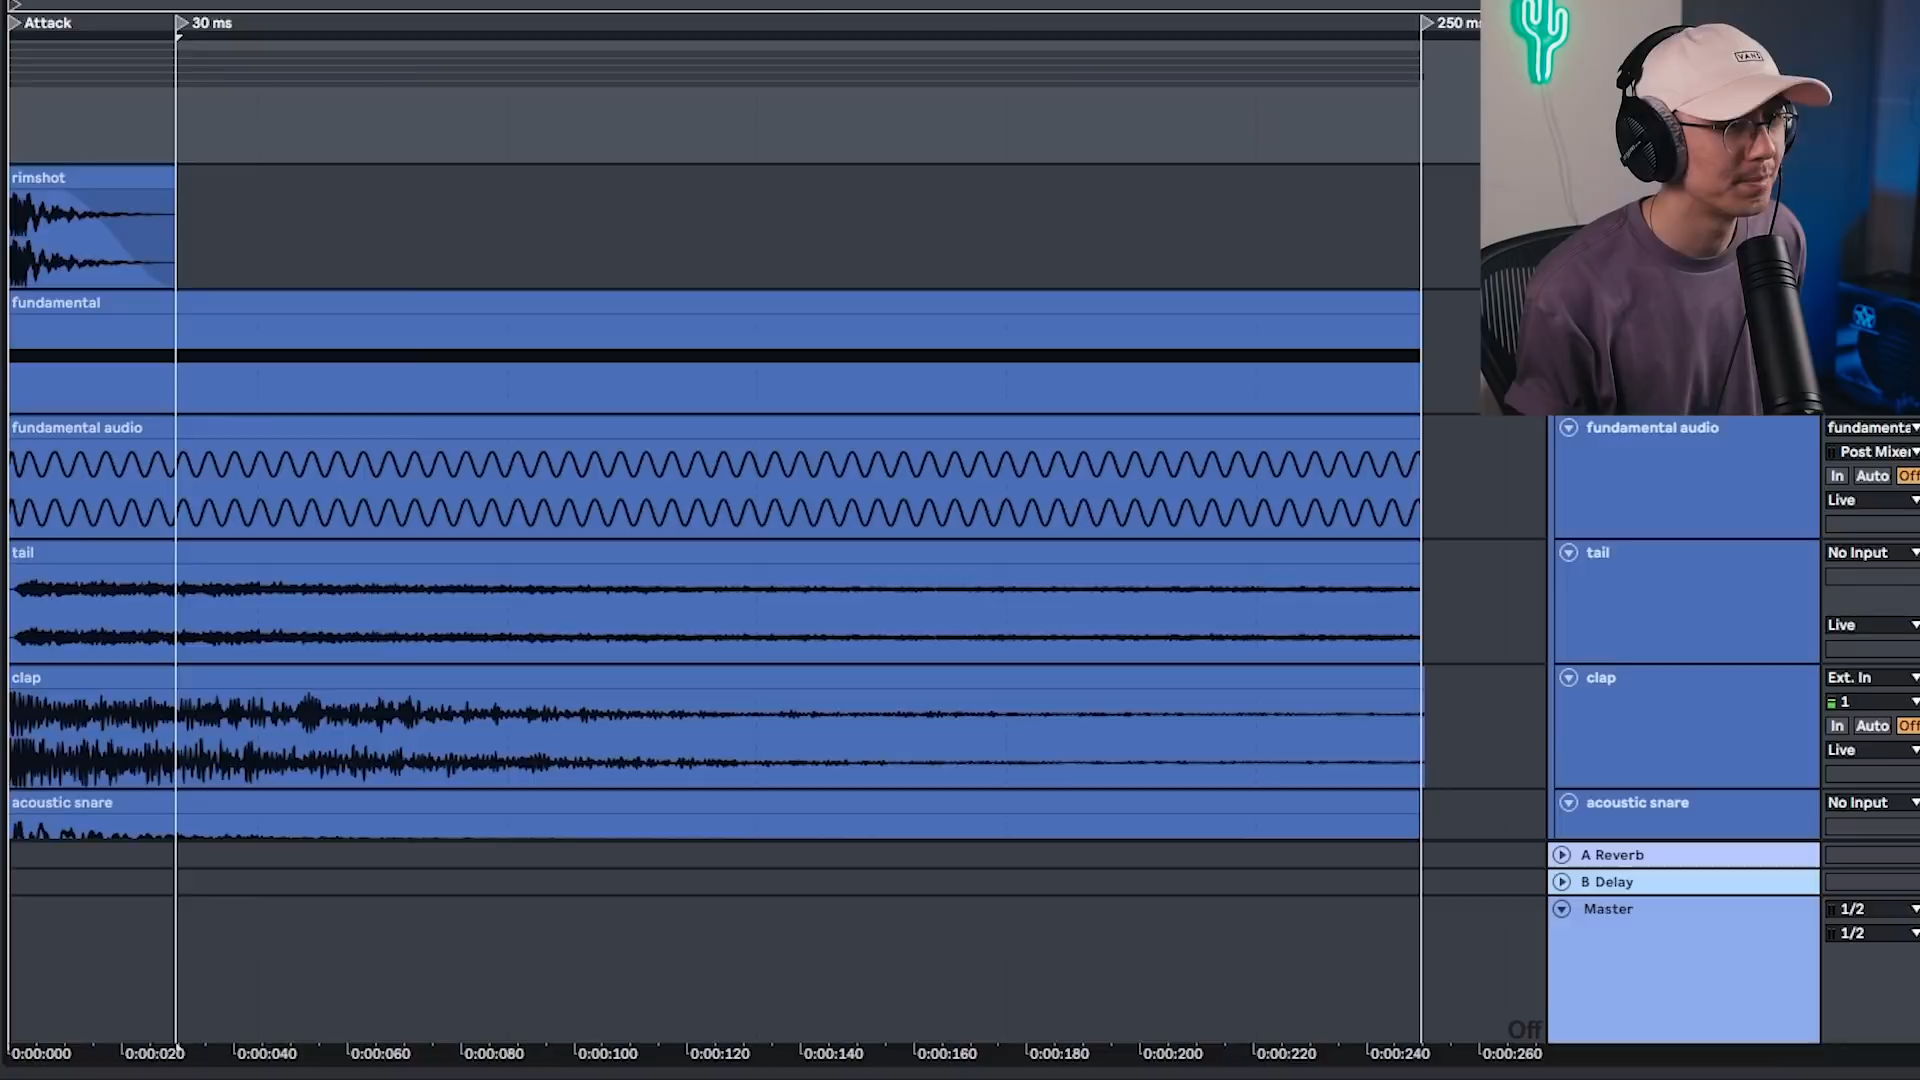 Attack
30 ms
250 ms
VANS
rimshot
fundamental
fundamental audio
tail
clap
acoustic snare
fundamental audio
fundamenta
Post Mixer
In Auto Off
Live
tail
No Input
Live
clap
Ext. In
1
In Auto Off
Live
acoustic snare
No Input
A Reverb
B Delay
Master
1/2
1/2
Off
0:00:000 0:00:020 0:00:040 0:00:060 0:00:080 0:00:100 0:00:120 0:00:140 0:00:160 0:00:180 0:00:200 0:00:220 0:00:240 0:00:260